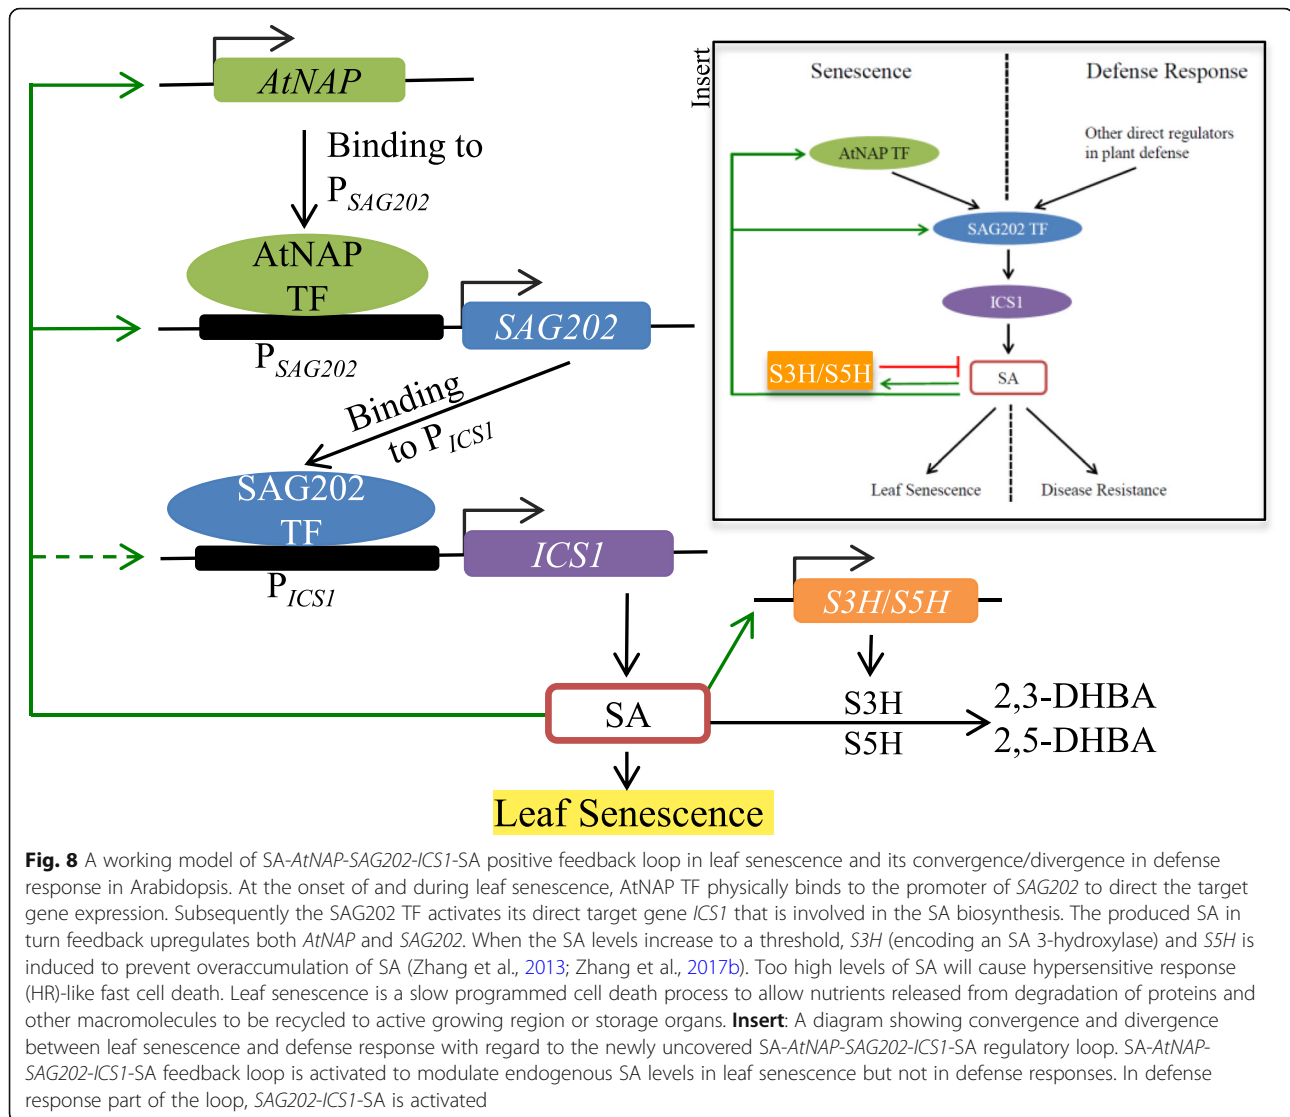 AtNAP
Binding to
P SAG202
AtNAP
TF
P SAG202
SAG202
Binding
to P ICS1
SAG202
TF
P ICS1
ICS1
S3H/S5H
SA
S3H
S5H
2,3-DHBA
2,5-DHBA
Leaf Senescence
Insert
Senescence
Defense Response
AtNAP TF
Other direct regulators
in plant defense
SAG202 TF
ICS1
S3H/S5H
SA
Leaf Senescence
Disease Resistance
Fig. 8 A working model of SA-AtNAP-SAG202-ICS1-SA positive feedback loop in leaf senescence and its convergence/divergence in defense
response in Arabidopsis. At the onset of and during leaf senescence, AtNAP TF physically binds to the promoter of SAG202 to direct the target
gene expression. Subsequently the SAG202 TF activates its direct target gene ICS1 that is involved in the SA biosynthesis. The produced SA in
turn feedback upregulates both AtNAP and SAG202. When the SA levels increase to a threshold, S3H (encoding an SA 3-hydroxylase) and S5H is
induced to prevent overaccumulation of SA (Zhang et al., 2013; Zhang et al., 2017b). Too high levels of SA will cause hypersensitive response
(HR)-like fast cell death. Leaf senescence is a slow programmed cell death process to allow nutrients released from degradation of proteins and
other macromolecules to be recycled to active growing region or storage organs. Insert: A diagram showing convergence and divergence
between leaf senescence and defense response with regard to the newly uncovered SA-AtNAP-SAG202-ICS1-SA regulatory loop. SA-AtNAP-
SAG202-ICS1-SA feedback loop is activated to modulate endogenous SA levels in leaf senescence but not in defense responses. In defense
response part of the loop, SAG202-ICS1-SA is activated